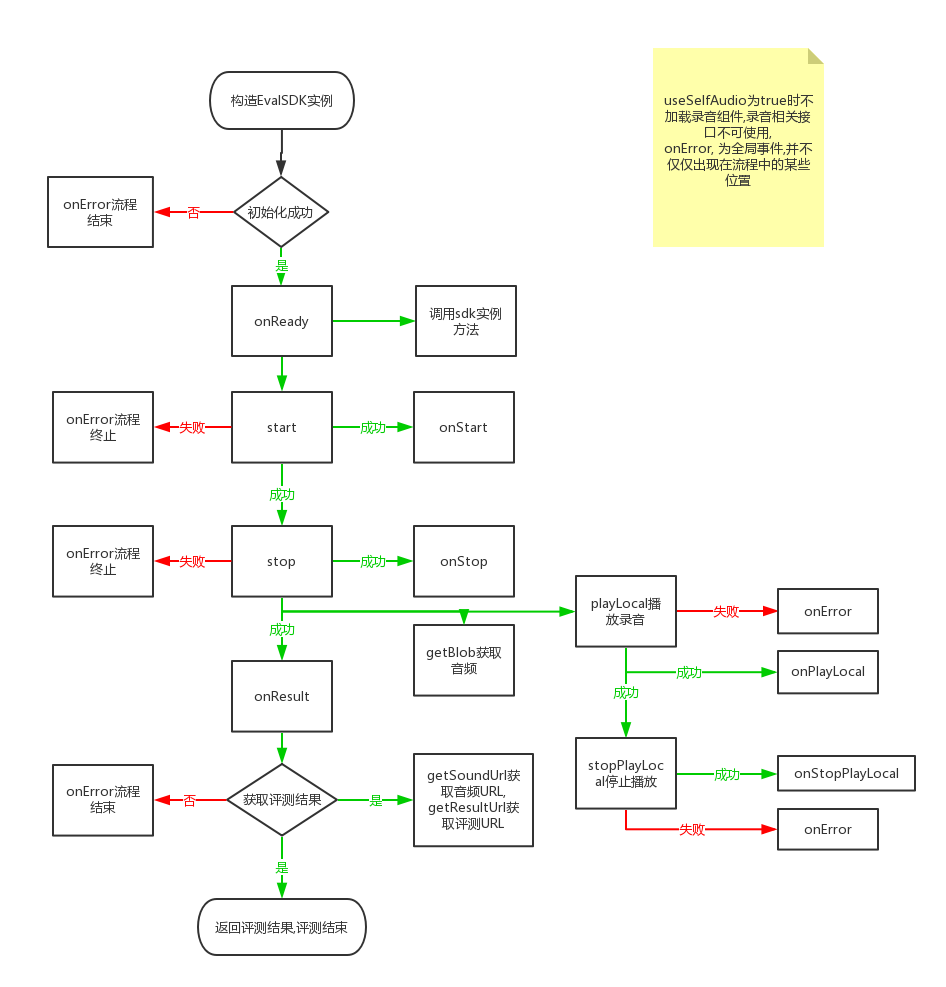 构造EvalSDK实例
useSelfAudio为true时不
加载录音组件,录音相关接
口不可使用,
onError, 为全局事件,并不
仅仅出现在流程中的某些
位置
onError流程
结束
否
初始化成功
是
onReady
调用sdk实例
方法
onError流程
终止
失败
start
成功
onStart
成功
onError流程
终止
失败
stop
成功
onStop
成功
getBlob获取
音频
playLocal播
放录音
失败
onError
成功
onPlayLocal
成功
onResult
stopPlayLoc
al停止播放
成功
onStopPlayLocal
失败
onError
onError流程
结束
否
获取评测结果
是
getSoundUrl获
取音频URL,
getResultUrl获
取评测URL
是
返回评测结果,评测结束